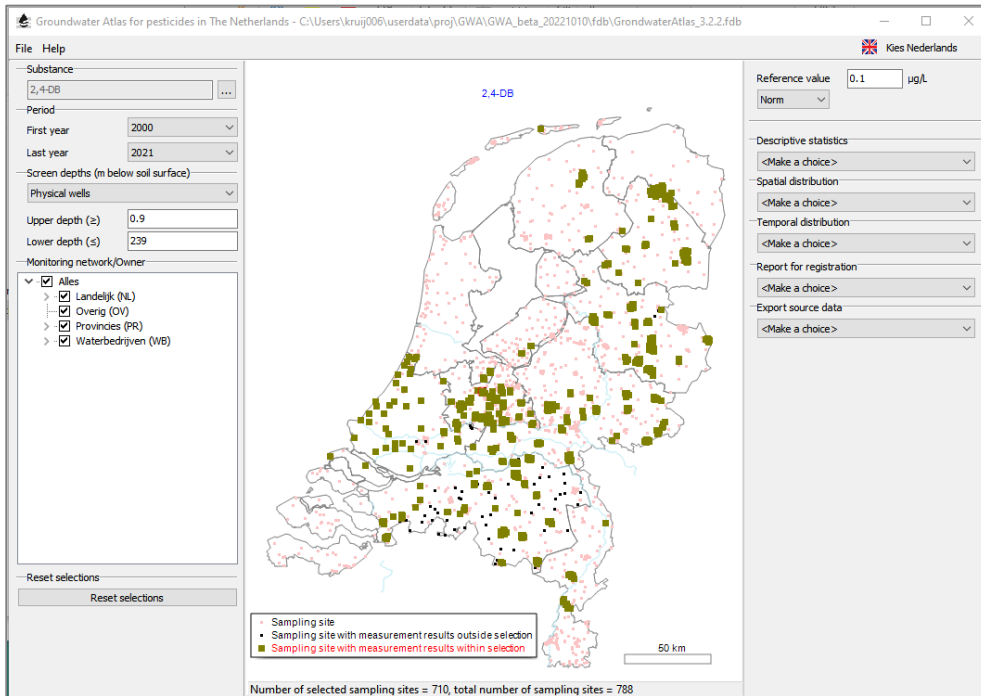 Groundwater Atlas for pesticides in The Netherlands - C:\Users\kruij006\userdata\proj\GWA\GWA_beta_20221010\fdb\GrondwaterAtlas_3.2.2.fdb
File Help
Kies Nederlands
Substance
2,4-DB
...
Period
First year 2000
Last year 2021
Screen depths (m below soil surface)
Physical wells
Upper depth (≥) 0.9
Lower depth (≤) 239
Monitoring network/Owner
Alles
Landelijk (NL)
Overig (OV)
Provincies (PR)
Waterbedrijven (WB)
Reset selections
Reset selections
2,4-DB
Sampling site
Sampling site with measurement results outside selection
Sampling site with measurement results within selection
50 km
Number of selected sampling sites = 710, total number of sampling sites = 788
Reference value 0.1 µg/L
Norm
Descriptive statistics
<Make a choice>
Spatial distribution
<Make a choice>
Temporal distribution
<Make a choice>
Report for registration
<Make a choice>
Export source data
<Make a choice>